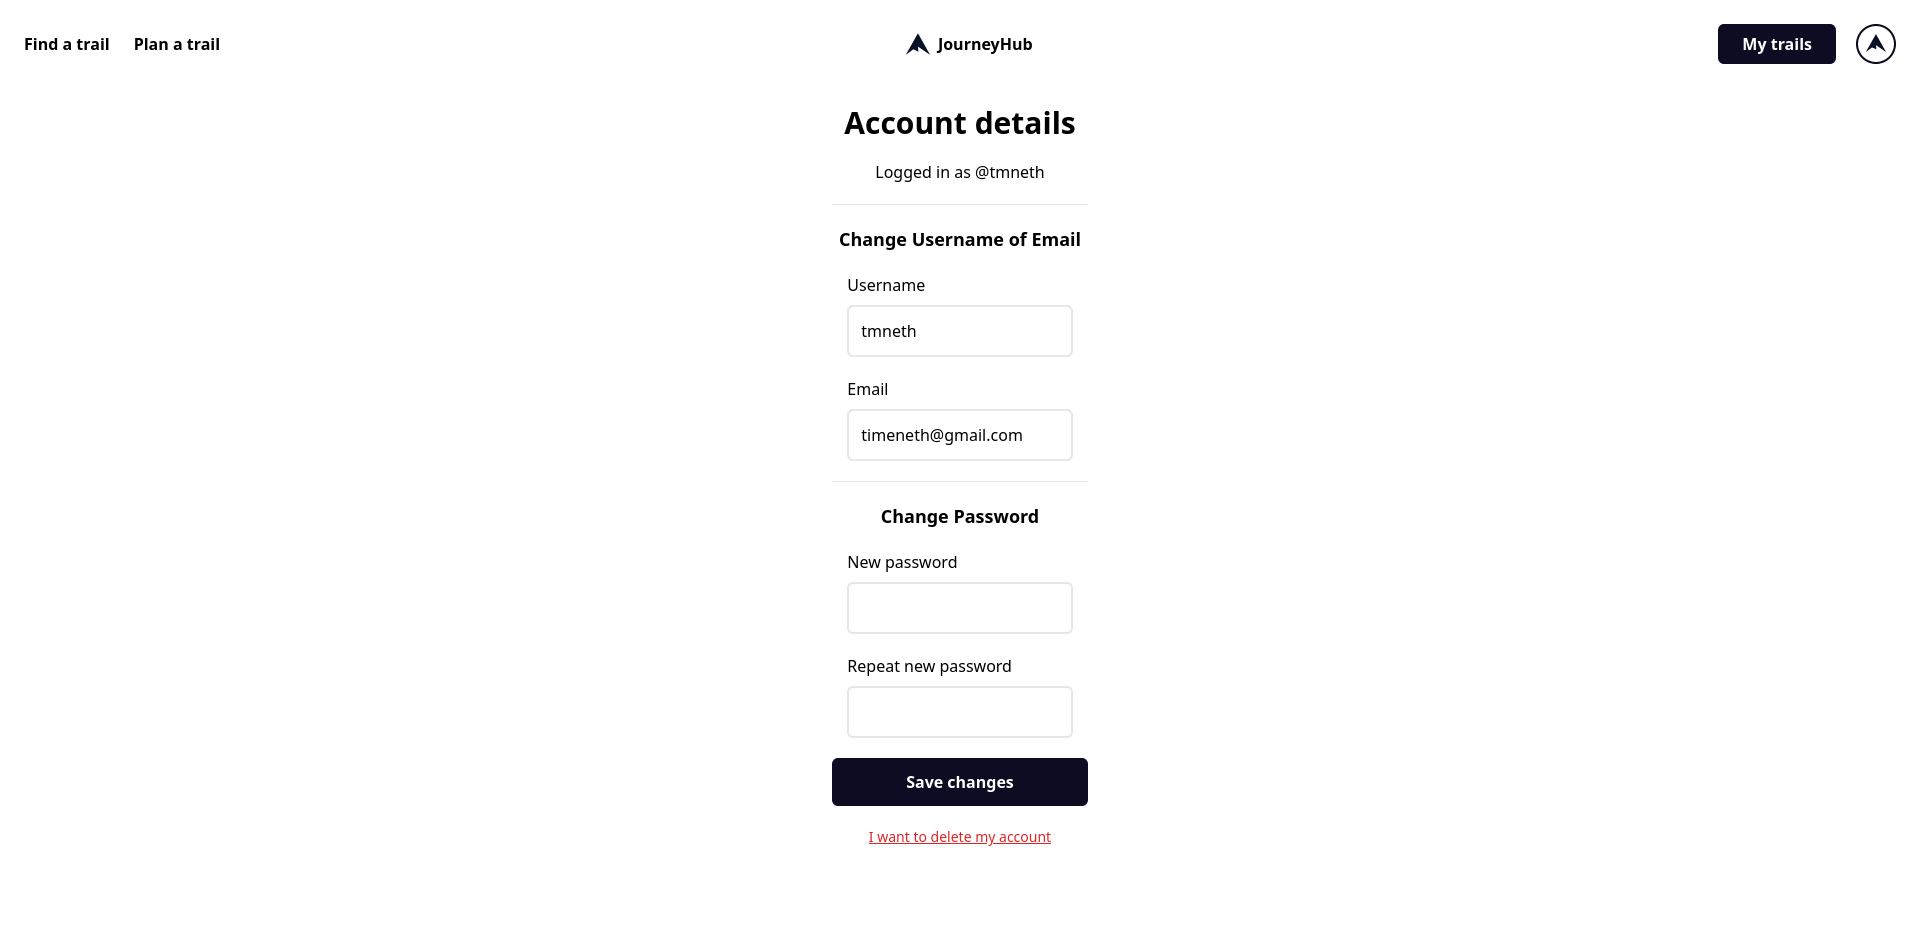 Find a trail
Plan a trail
JourneyHub
My trails
Account details
Logged in as @tmneth
Change Username of Email
Username
tmneth
Email
timeneth@gmail.com
Change Password
New password
Repeat new password
Save changes
I want to delete my account